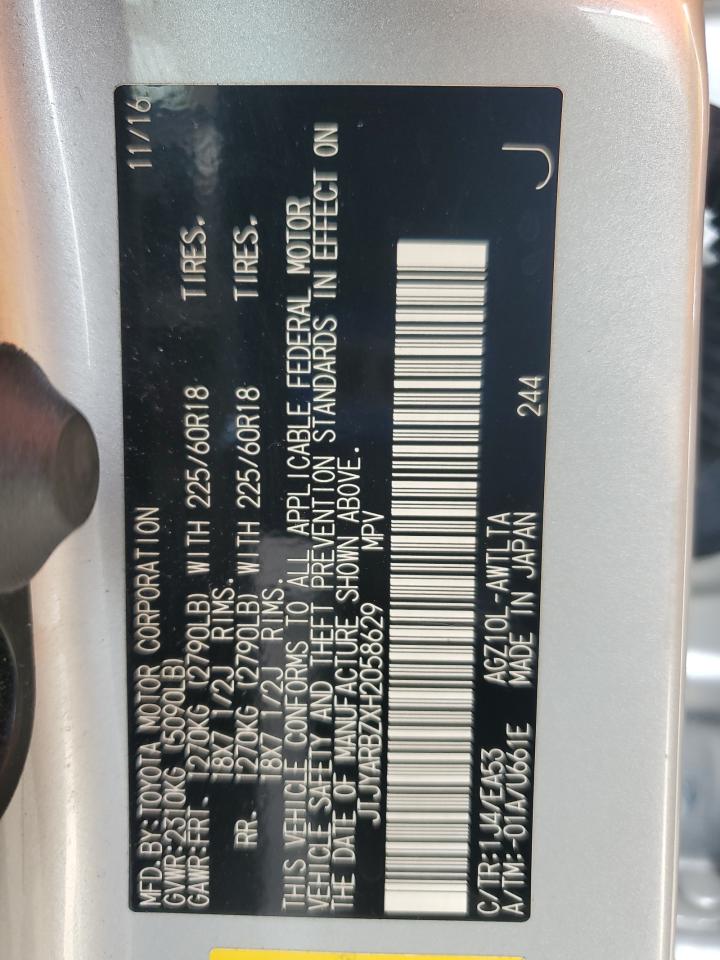 MFD.BY:TOYOTA MOTOR CORPORATION 11/16
GVWR:2310KG (5090LB)
GAWR:FRT. 1270KG (2790LB) WITH 225/60R18 TIRES.
18X7 1/2J RIMS.
RR. 1270KG (2790LB) WITH 225/60R18 TIRES.
18X7 1/2J RIMS.
THIS VEHICLE CONFORMS TO ALL APPLICABLE FEDERAL MOTOR
VEHICLE SAFETY AND THEFT PREVENTION STANDARDS IN EFFECT ON
THE DATE OF MANUFACTURE SHOWN ABOVE.
JTJYARBZXH2058629 MPV
C/TR:1J4/EA53 AGZ10L-AWTLTA
A/TM:-01A/U661E MADE IN JAPAN 244 J